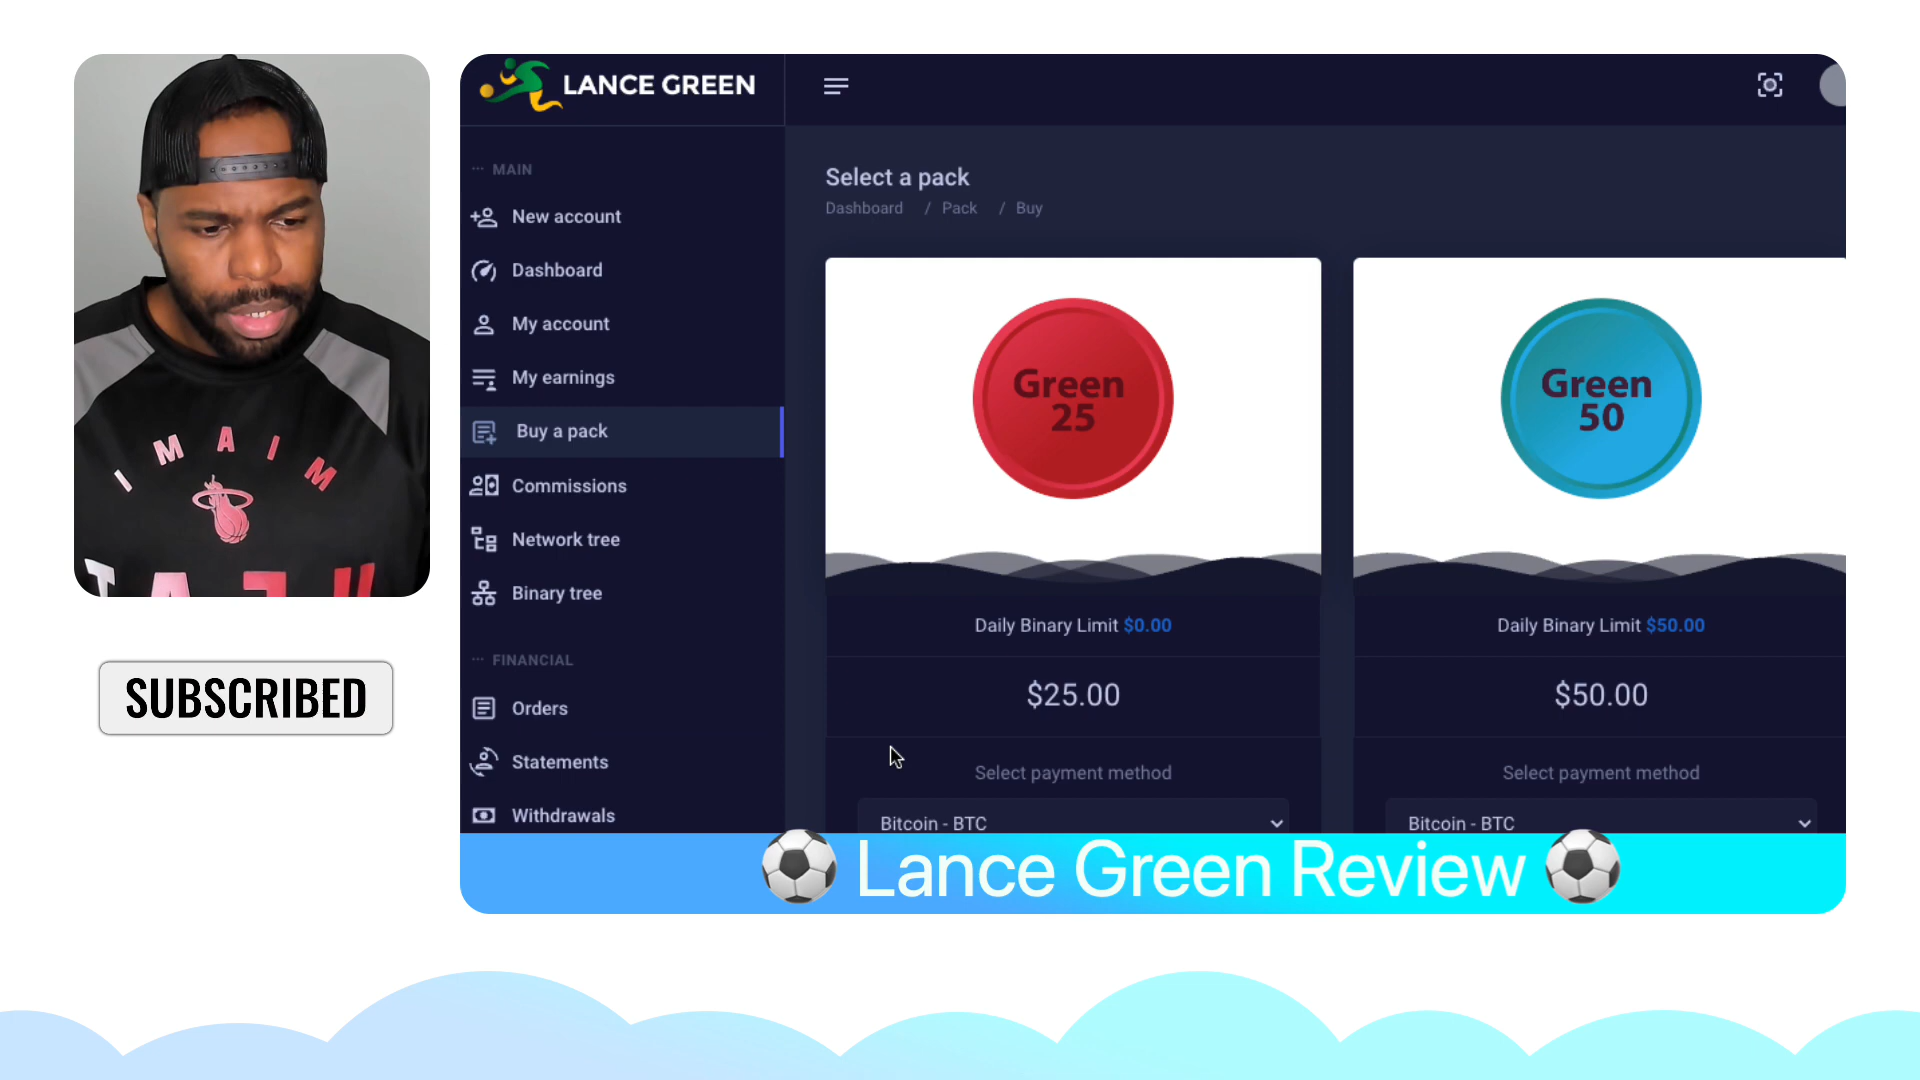 LANCE GREEN
··· MAIN
New account
Dashboard
My account
My earnings
Buy a pack
Commissions
Network tree
Binary tree
··· FINANCIAL
Orders
Statements
Withdrawals
Select a pack
Dashboard / Pack / Buy
Green
25
Daily Binary Limit $0.00
$25.00
Select payment method
Bitcoin - BTC
Green
50
Daily Binary Limit $50.00
$50.00
Select payment method
Bitcoin - BTC
I M A I M
SUBSCRIBED
⚽ Lance Green Review ⚽